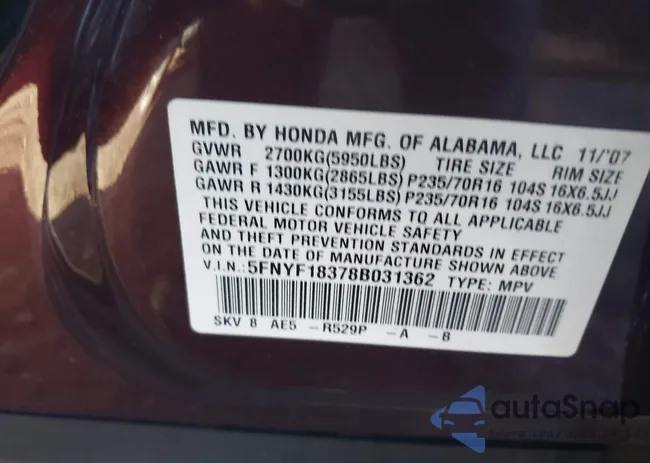 MFD. BY HONDA MFG. OF ALABAMA, LLC 11/'07
GVWR 2700KG(5950LBS) TIRE SIZE RIM SIZE
GAWR F 1300KG(2865LBS) P235/70R16 104S 16X6.5JJ
GAWR R 1430KG(3155LBS) P235/70R16 104S 16X6.5JJ
THIS VEHICLE CONFORMS TO ALL APPLICABLE
FEDERAL MOTOR VEHICLE SAFETY
AND THEFT PREVENTION STANDARDS IN EFFECT
ON THE DATE OF MANUFACTURE SHOWN ABOVE
V.I.N.:5FNYF18378B031362 TYPE: MPV
SKV 8 AE5 -R529P -A -B
autoSnap